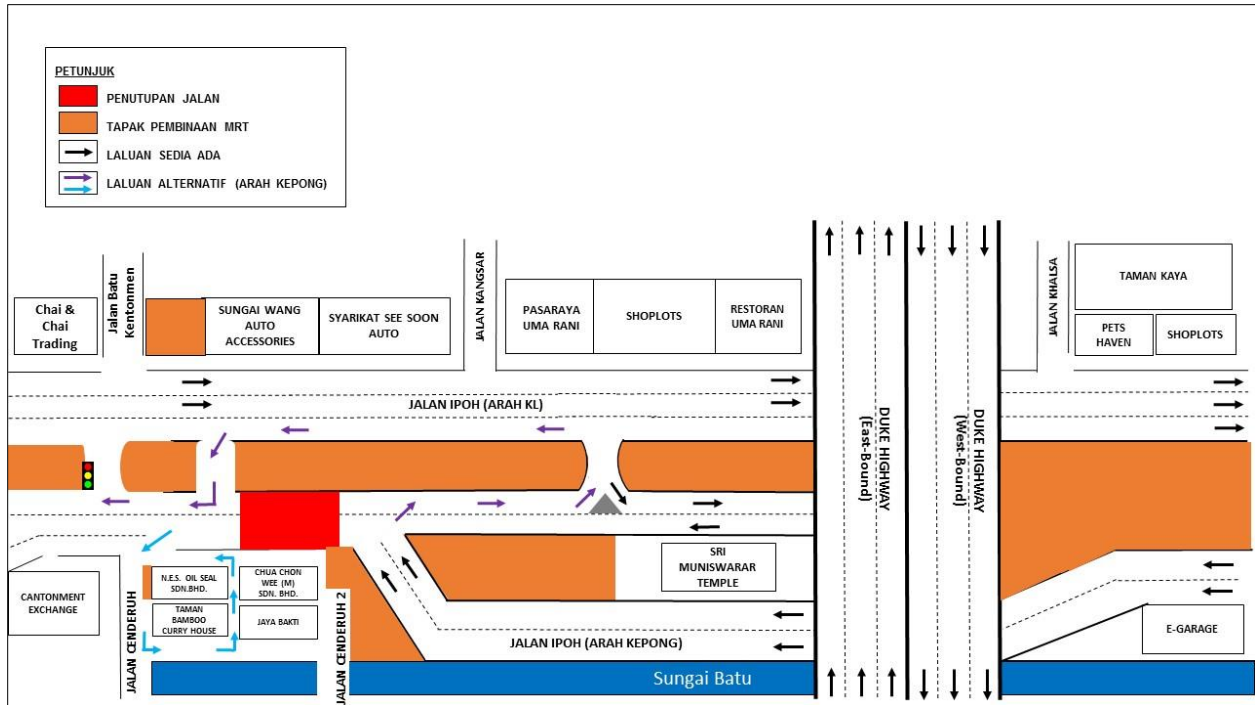 PETUNJUK
PENUTUPAN JALAN
TAPAK PEMBINAAN MRT
LALUAN SEDIA ADA
LALUAN ALTERNATIF (ARAH KEPONG)
Chai &
Chai
Trading
Jalan Batu
Kentonmen
SUNGAI WANG
AUTO
ACCESSORIES
SYARIKAT SEE SOON
AUTO
JALAN KANGSAR
PASARAYA
UMA RANI
SHOPLOTS
RESTORAN
UMA RANI
JALAN KHALSA
TAMAN KAYA
PETS
HAVEN
SHOPLOTS
JALAN IPOH (ARAH KL)
DUKE HIGHWAY
(East-Bound)
DUKE HIGHWAY
(West-Bound)
CANTONMENT
EXCHANGE
JALAN CENDERUH
N.E.S. OIL SEAL
SDN.BHD.
CHUA CHON
WEE (M)
SDN. BHD.
TAMAN
BAMBOO
CURRY HOUSE
JAYA BAKTI
JALAN CENDERUH 2
SRI
MUNISWARAR
TEMPLE
JALAN IPOH (ARAH KEPONG)
E-GARAGE
Sungai Batu